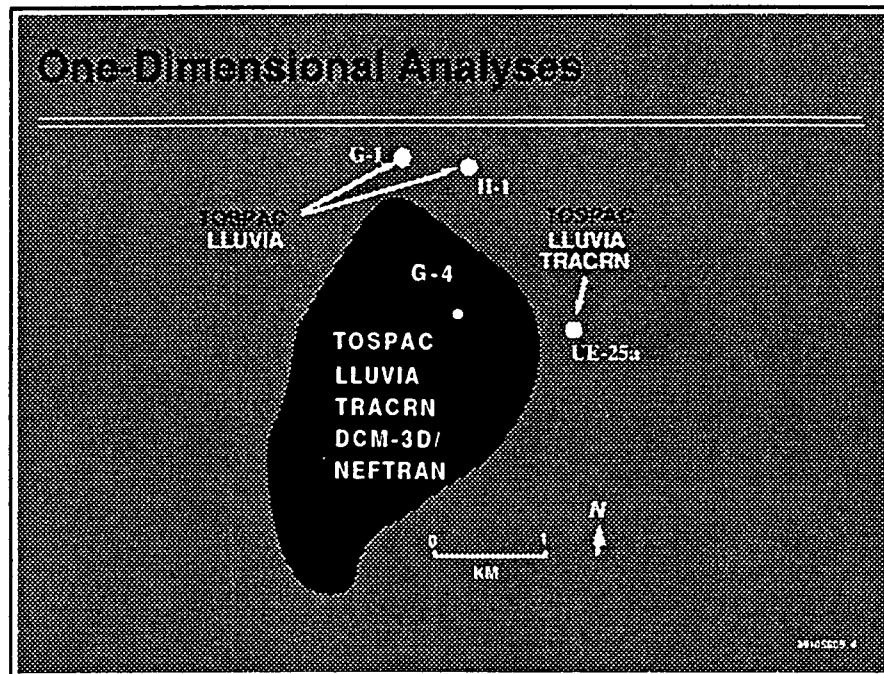 One-Dimensional Analyses
G-1
H-1
TOSPAC
LLUVIA
TOSPAC
LLUVIA
TRACRN
G-4
UE-25a
TOSPAC
LLUVIA
TRACRN
DCM-3D/
NEFTRAN
0 1
KM
N